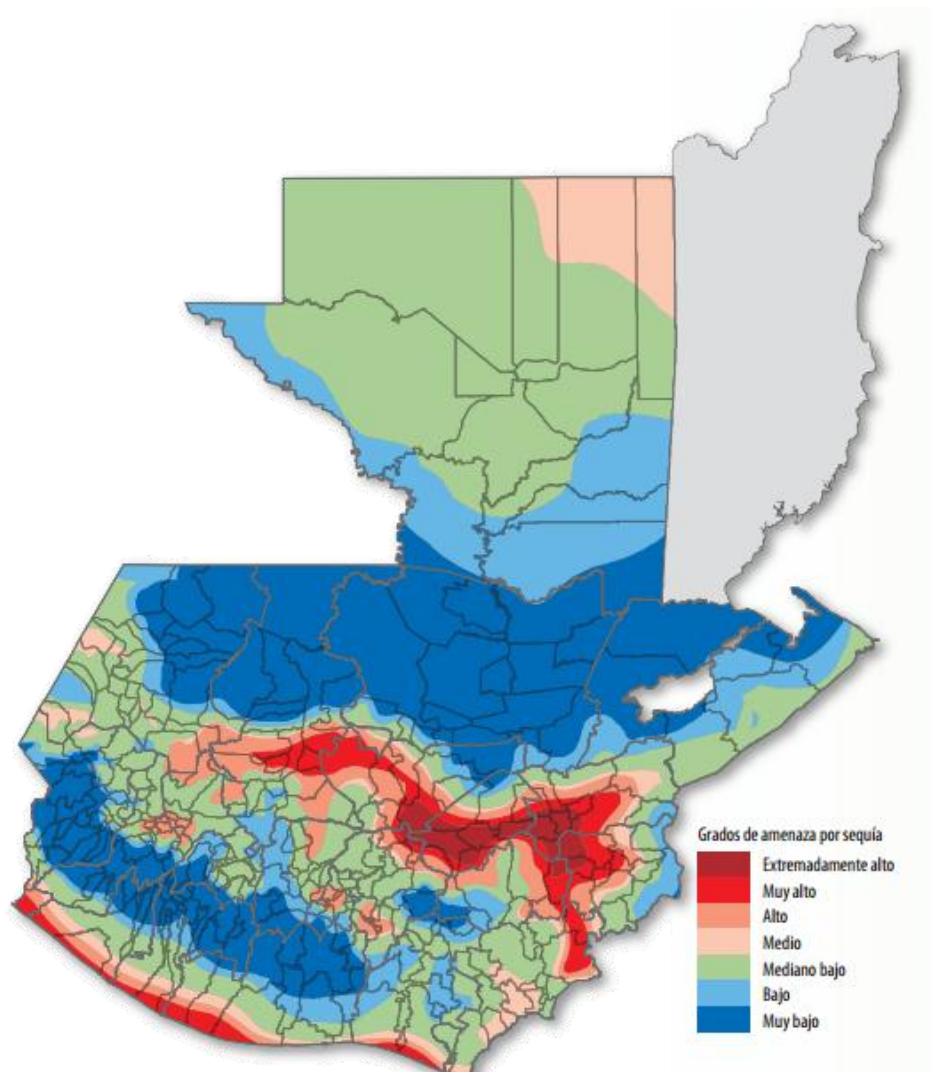 Grados de amenaza por sequía
Extremadamente alto
Muy alto
Alto
Medio
Mediano bajo
Bajo
Muy bajo